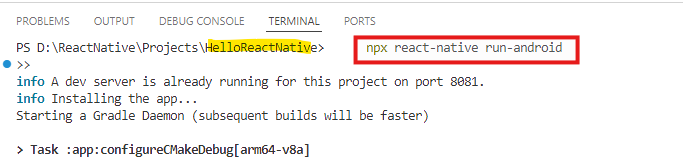 PROBLEMS OUTPUT DEBUG CONSOLE TERMINAL PORTS
PS D:\ReactNative\Projects\HelloReactNative> npx react-native run-android
>>
info A dev server is already running for this project on port 8081.
info Installing the app...
Starting a Gradle Daemon (subsequent builds will be faster)
> Task :app:configureCMakeDebug[arm64-v8a]